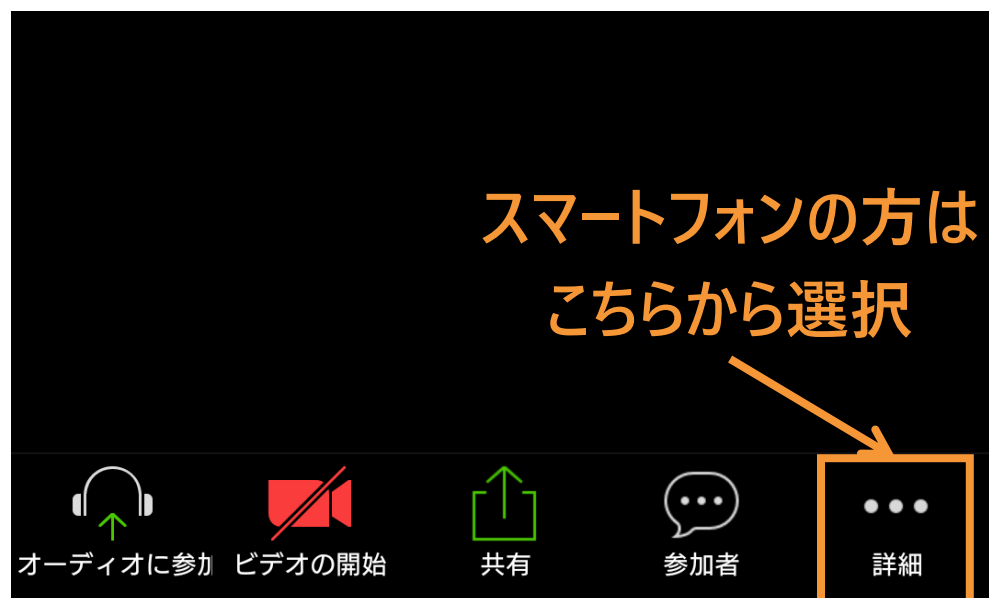 スマートフォンの方は
こちらから選択
オーディオに参加
ビデオの開始
共有
参加者
詳細